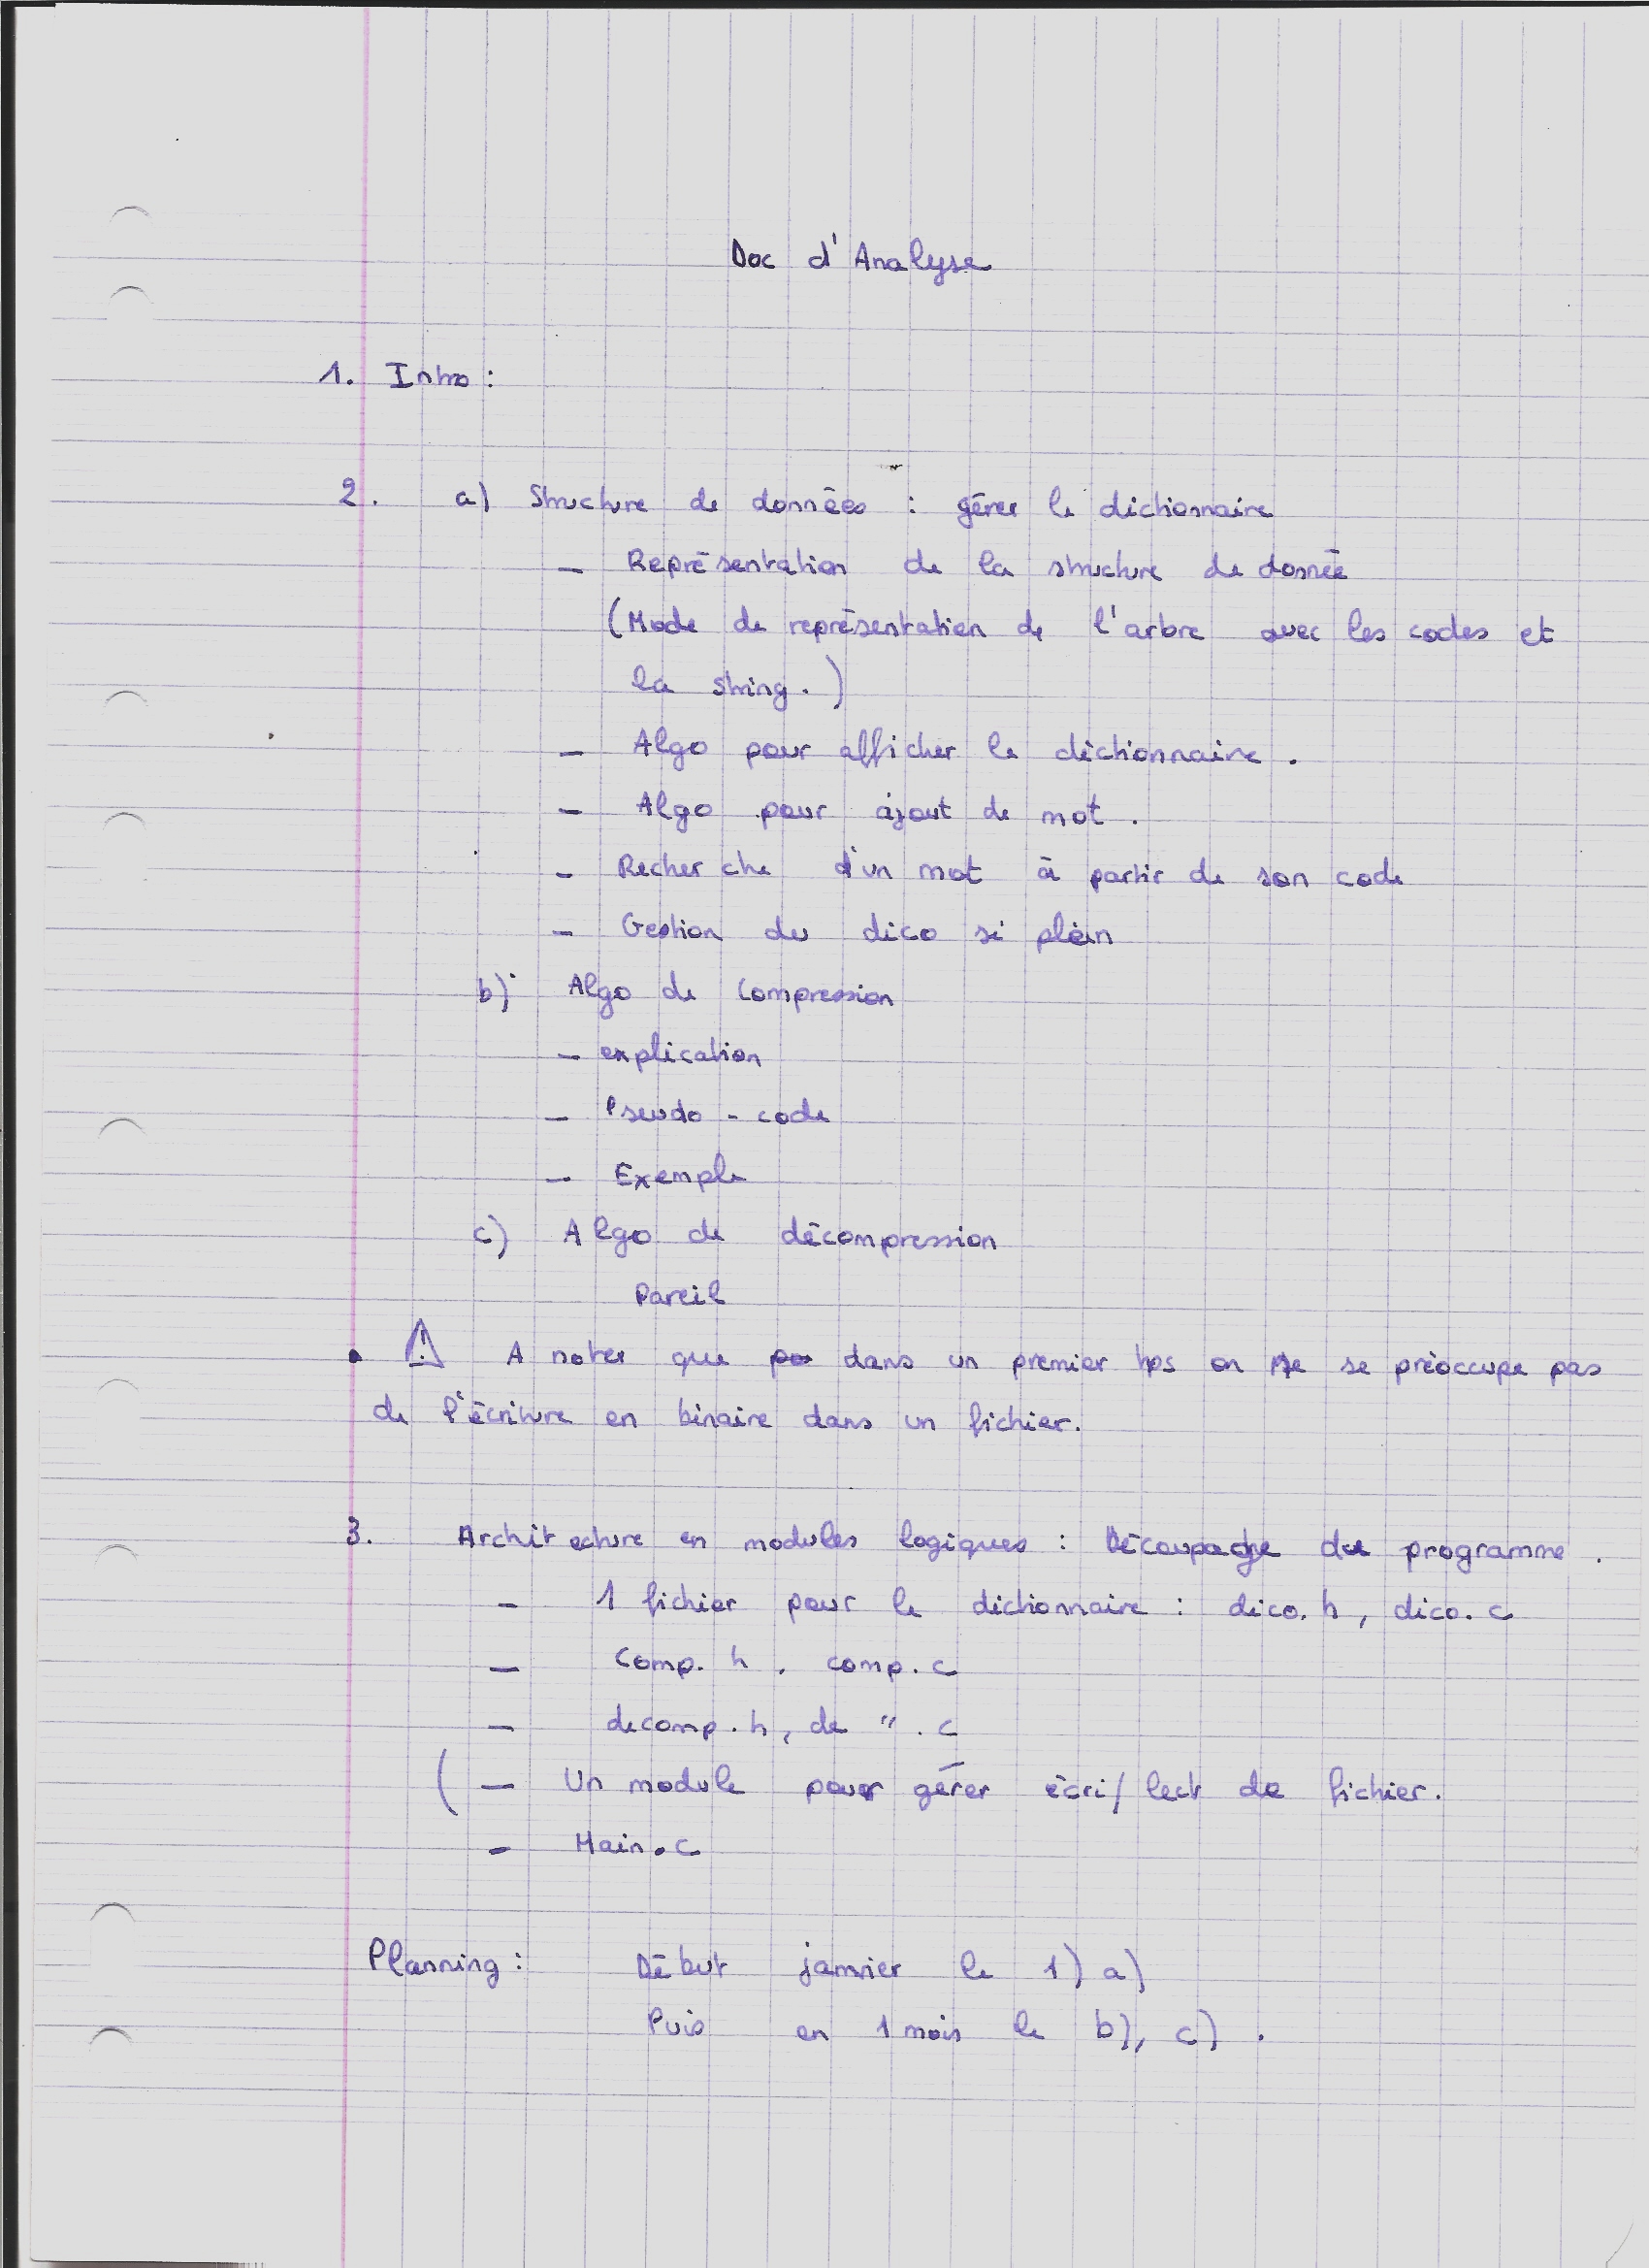 Doc d'Analyse
1. Intro :
2. a) Structure de données : gérer le dictionnaire
- Représentation de la structure de donnée
(Mode de représentation de l'arbre avec les codes et
la string.)
- Algo pour afficher le dictionnaire.
- Algo pour ajout de mot.
- Recherche d'un mot à partir de son code
- Gestion du dico si plein
b) Algo de Compression
- explication
- Pseudo-code
- Exemple
c) Algo de décompression
Pareil
• ⚠ A noter que dans un premier tps on ne se préoccupe pas
de l'écriture en binaire dans un fichier.
3. Architecture en modules logiques : Découpage du programme.
- 1 fichier pour le dictionnaire : dico.h, dico.c
- Comp.h, comp.c
- decomp.h, de " .c
( - Un module pour gérer écri/lect de fichier.
- Main.c
Planning : Début janvier le 1) a)
Puis en 1 mois le b), c).